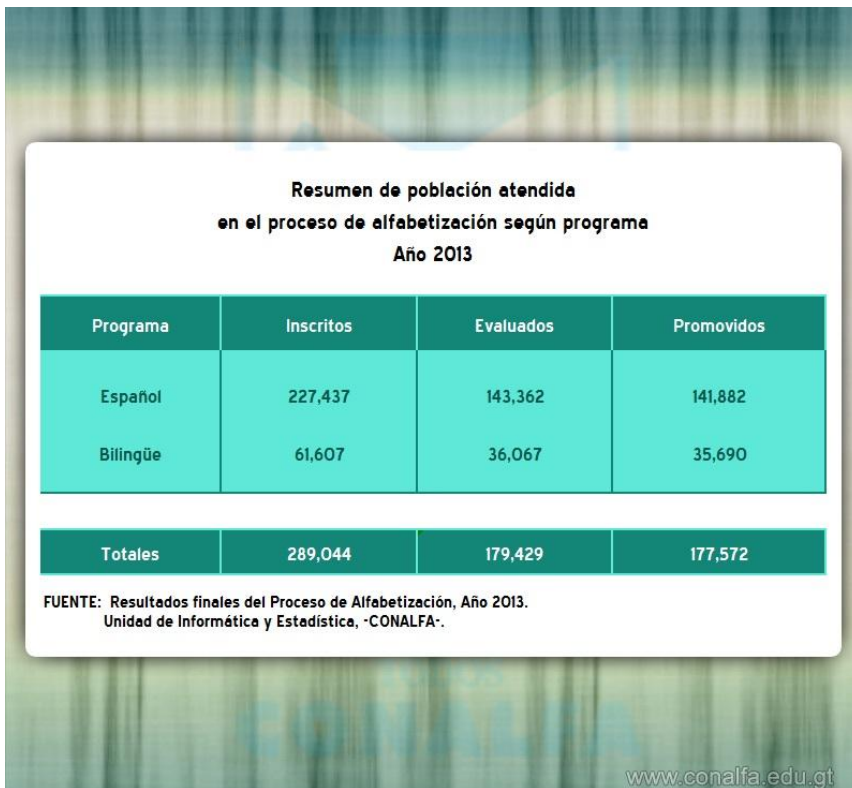 Resumen de población atendida
en el proceso de alfabetización según programa
Año 2013
Programa Inscritos Evaluados Promovidos
Español 227,437 143,362 141,882
Bilingüe 61,607 36,067 35,690
Totales 289,044 179,429 177,572
FUENTE: Resultados finales del Proceso de Alfabetización, Año 2013.
Unidad de Informática y Estadística, -CONALFA-.
TODOS
CONALFA
www.conalfa.edu.gt